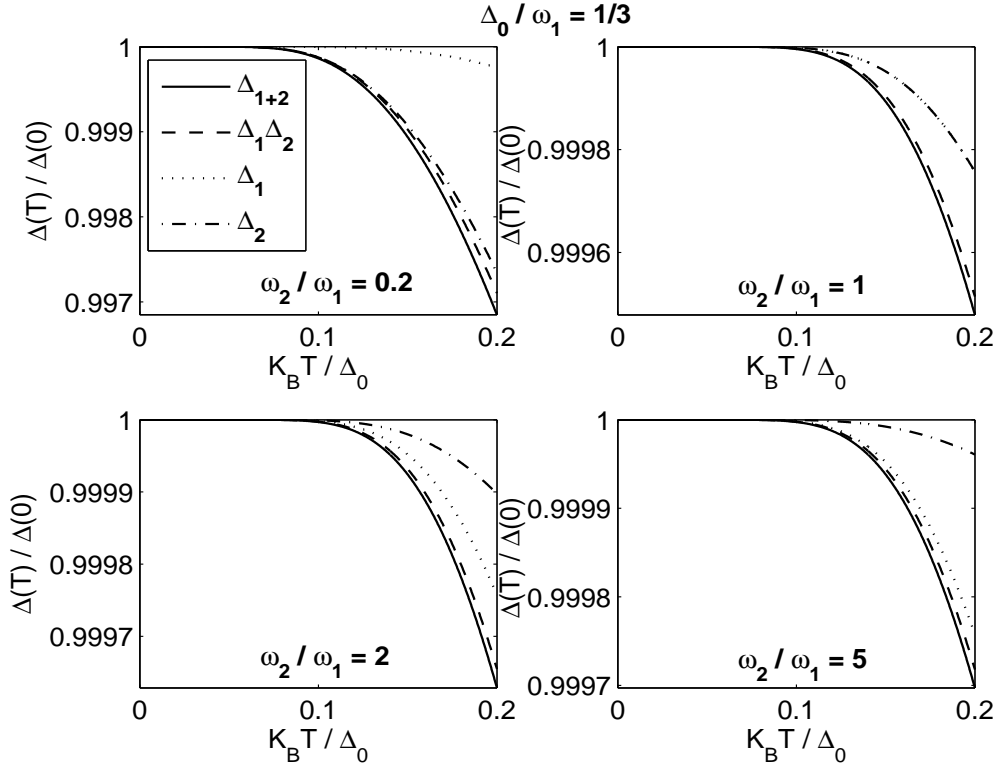 Δ₀ / ω₁ = 1/3
1
0.999
0.998
0.997
Δ(T) / Δ(0)
Δ₁₊₂
Δ₁Δ₂
Δ₁
Δ₂
ω₂ / ω₁ = 0.2
0
0.1
0.2
K_B T / Δ₀
1
0.9998
0.9996
Δ(T) / Δ(0)
ω₂ / ω₁ = 1
0
0.1
0.2
K_B T / Δ₀
1
0.9999
0.9998
0.9997
Δ(T) / Δ(0)
ω₂ / ω₁ = 2
0
0.1
0.2
K_B T / Δ₀
1
0.9999
0.9998
0.9997
Δ(T) / Δ(0)
ω₂ / ω₁ = 5
0
0.1
0.2
K_B T / Δ₀